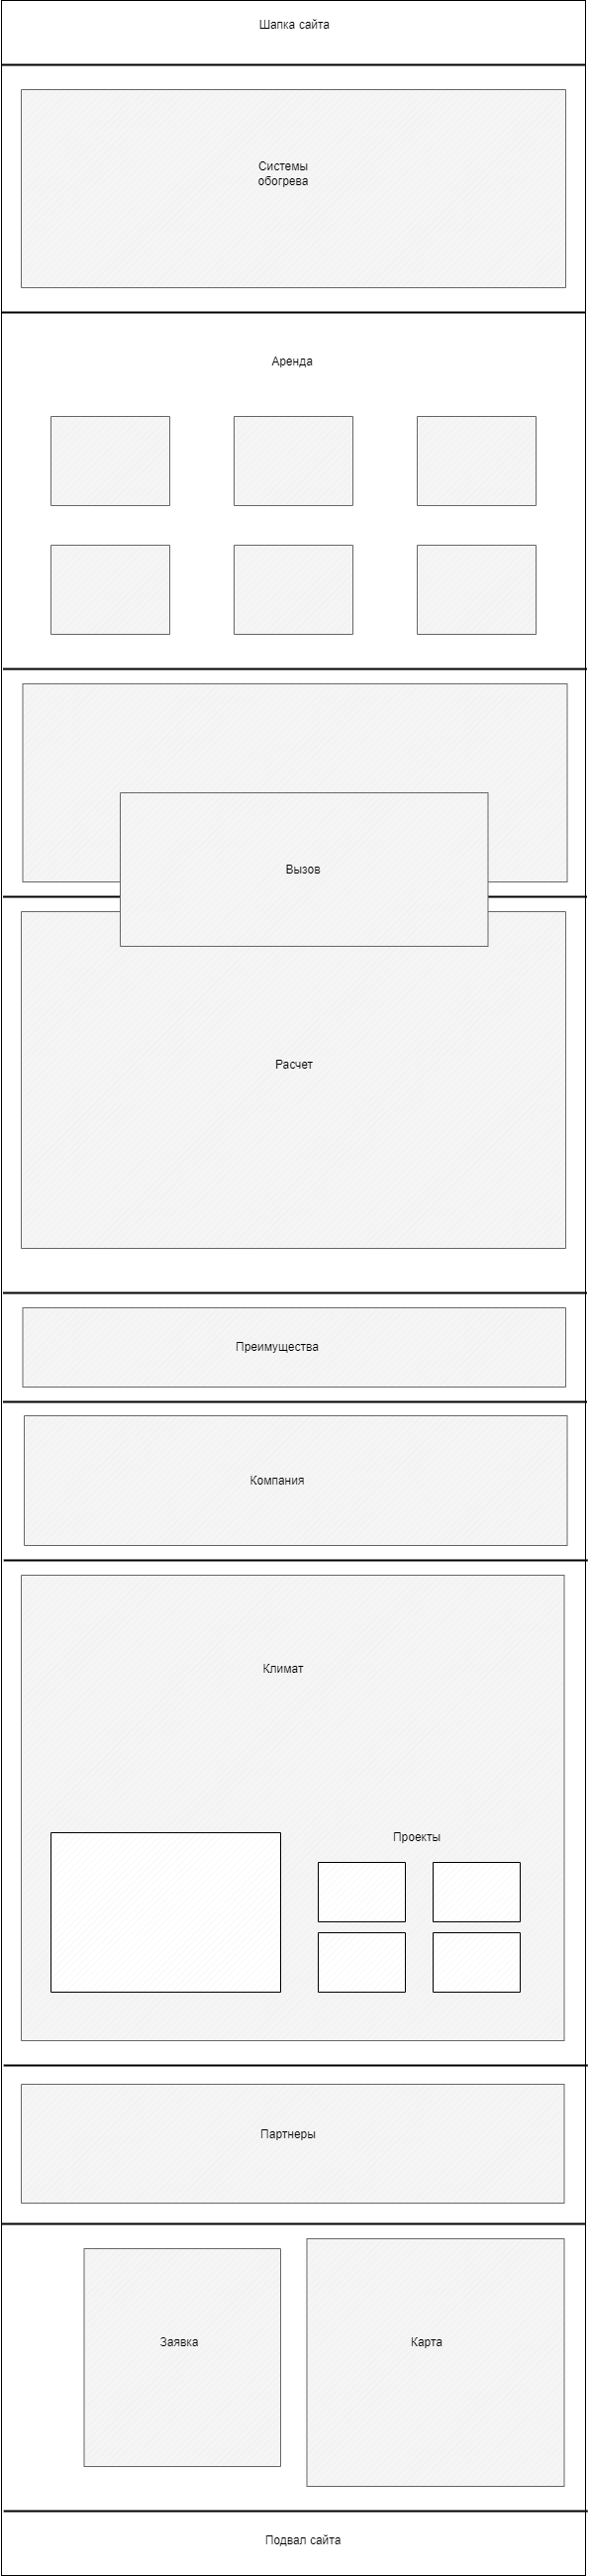 Шапка сайта
Системы
обогрева
Аренда
Вызов
Расчет
Преимущества
Компания
Климат
Проекты
Партнеры
Заявка
Карта
Подвал сайта